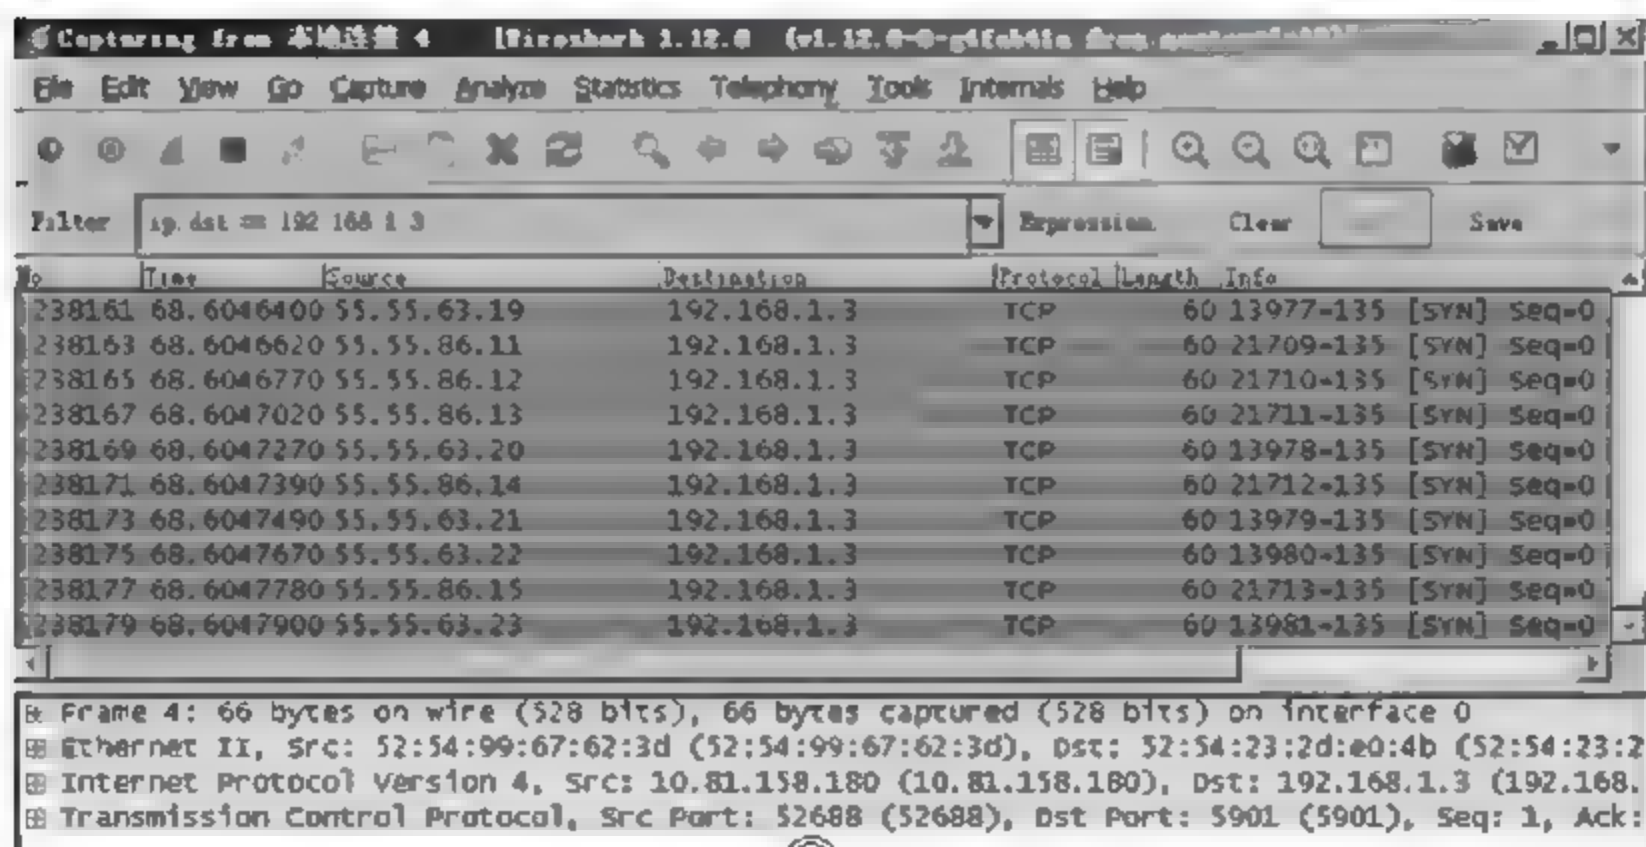 Capturing from 本地连接 4 [Wireshark 1.12.0 (v1.12.0-0-g4fab41a from
File Edit View Go Capture Analyze Statistics Telephony Tools Internals Help
Filter ip.dst == 192 168 1 3 Expression Clear Save
No Time Source Destination Protocol Length Info
238161 68.6046400 55.55.63.19 192.168.1.3 TCP 60 13977-135 [SYN] Seq=0
238163 68.6046620 55.55.86.11 192.168.1.3 TCP 60 21709-135 [SYN] Seq=0
238165 68.6046770 55.55.86.12 192.168.1.3 TCP 60 21710-135 [SYN] Seq=0
238167 68.6047020 55.55.86.13 192.168.1.3 TCP 60 21711-135 [SYN] Seq=0
238169 68.6047270 55.55.63.20 192.168.1.3 TCP 60 13978-135 [SYN] Seq=0
238171 68.6047390 55.55.86.14 192.168.1.3 TCP 60 21712-135 [SYN] Seq=0
238173 68.6047490 55.55.63.21 192.168.1.3 TCP 60 13979-135 [SYN] Seq=0
238175 68.6047670 55.55.63.22 192.168.1.3 TCP 60 13980-135 [SYN] Seq=0
238177 68.6047780 55.55.86.15 192.168.1.3 TCP 60 21713-135 [SYN] Seq=0
238179 68.6047900 55.55.63.23 192.168.1.3 TCP 60 13981-135 [SYN] Seq=0
Frame 4: 66 bytes on wire (528 bits), 66 bytes captured (528 bits) on interface 0
Ethernet II, Src: 52:54:99:67:62:3d (52:54:99:67:62:3d), Dst: 52:54:23:2d:e0:4b (52:54:23:2
Internet Protocol Version 4, Src: 10.81.158.180 (10.81.158.180), Dst: 192.168.1.3 (192.168.
Transmission Control Protocol, Src Port: 52688 (52688), Dst Port: 5901 (5901), Seq: 1, Ack: